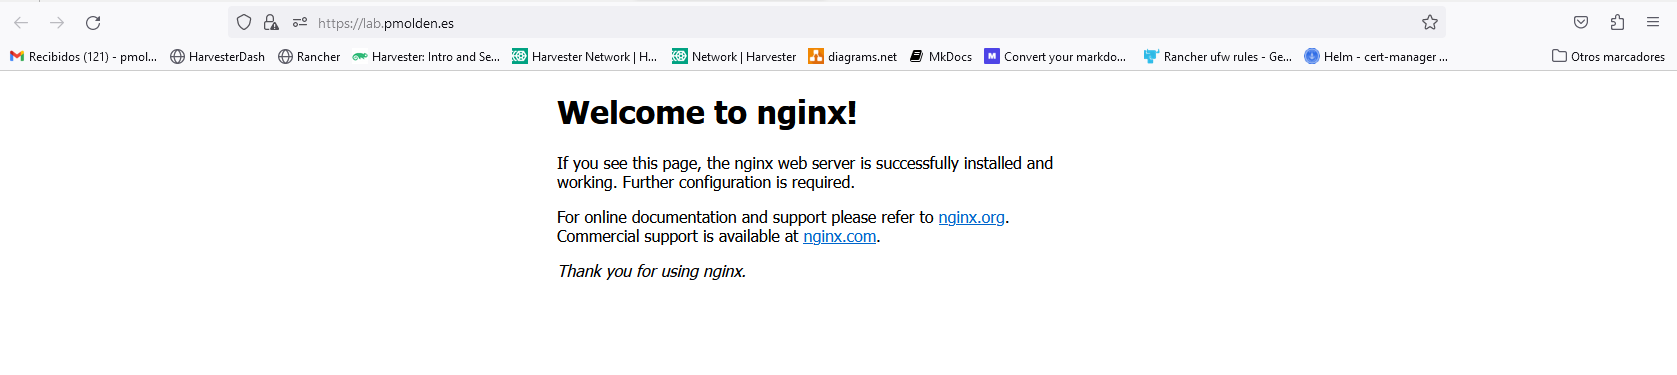 https://lab.pmolden.es
Recibidos (121) - pmol... HarvesterDash Rancher Harvester: Intro and Se... Harvester Network | H... Network | Harvester diagrams.net MkDocs M Convert your markdo... Rancher ufw rules - Ge... Helm - cert-manager ... Otros marcadores
Welcome to nginx!
If you see this page, the nginx web server is successfully installed and
working. Further configuration is required.
For online documentation and support please refer to nginx.org.
Commercial support is available at nginx.com.
Thank you for using nginx.